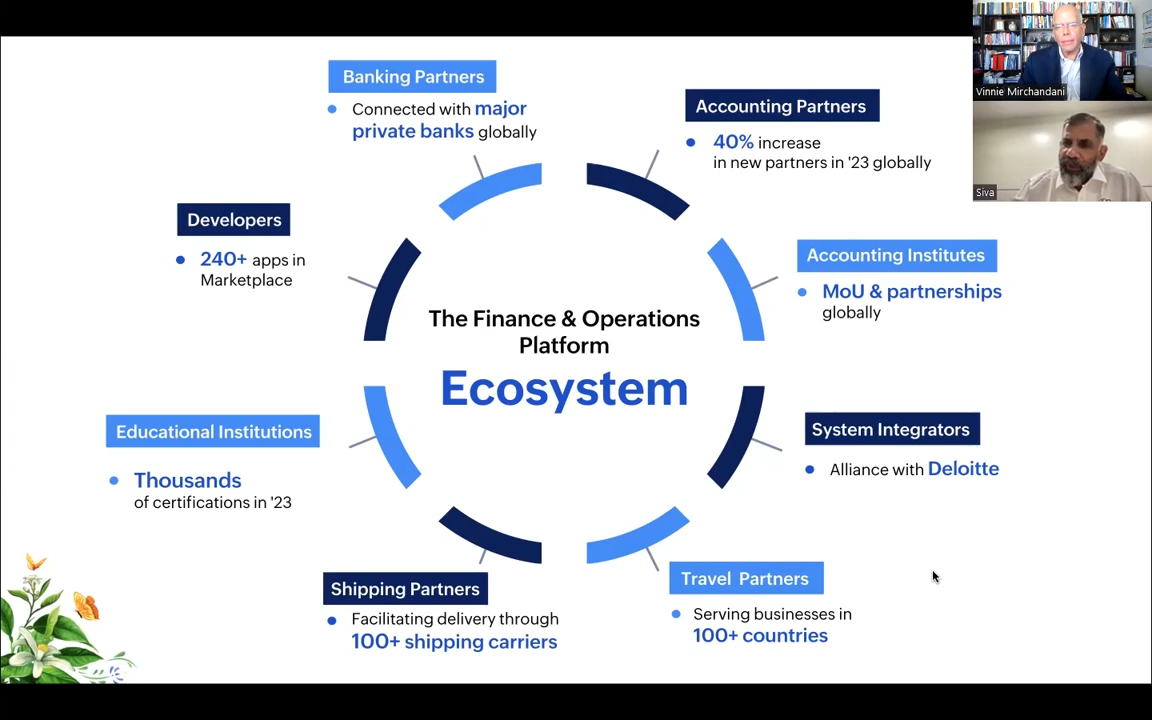 Banking Partners
Connected with major
private banks globally
Accounting Partners
40% increase
in new partners in '23 globally
Vinnie Mirchandani
Siva
Developers
240+ apps in
Marketplace
Accounting Institutes
MoU & partnerships
globally
The Finance & Operations
Platform
Ecosystem
Educational Institutions
Thousands
of certifications in '23
System Integrators
Alliance with Deloitte
Shipping Partners
Facilitating delivery through
100+ shipping carriers
Travel Partners
Serving businesses in
100+ countries